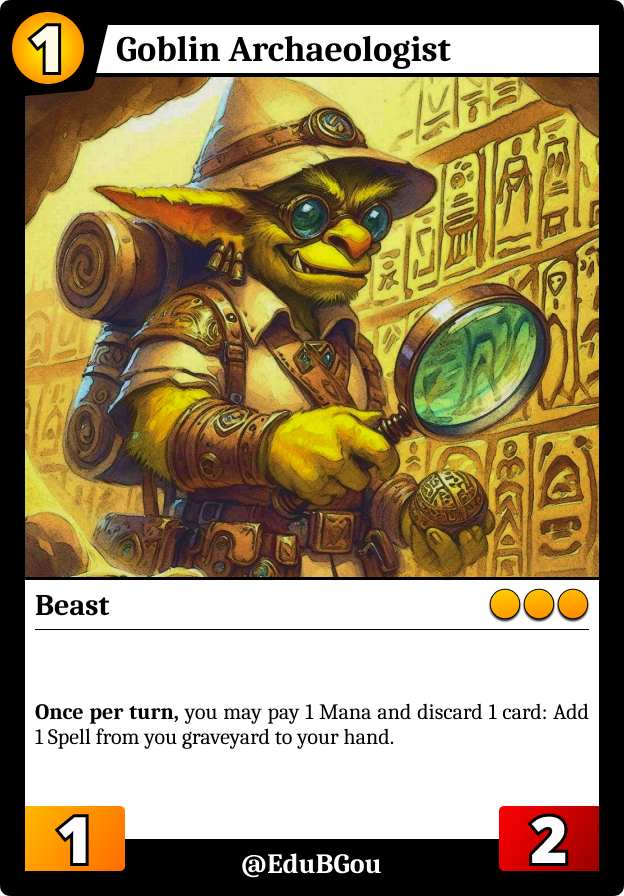 1
Goblin Archaeologist
Beast
Once per turn, you may pay 1 Mana and discard 1 card: Add
1 Spell from you graveyard to your hand.
1
@EduBGou
2